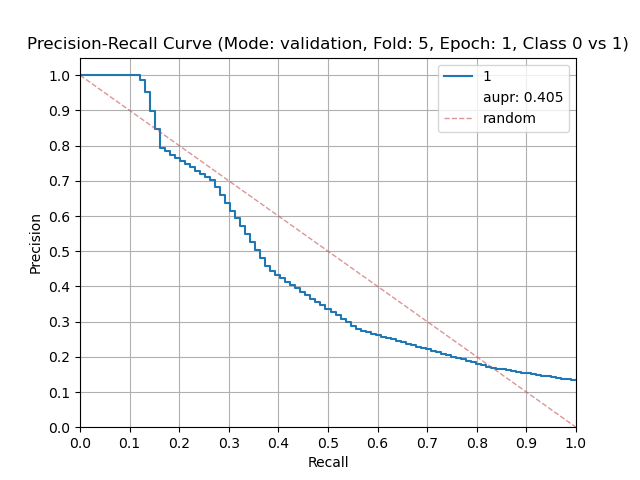 Precision-Recall Curve (Mode: validation, Fold: 5, Epoch: 1, Class 0 vs 1)
1
aupr: 0.405
random
1.0
0.9
0.8
0.7
0.6
0.5
0.4
0.3
0.2
0.1
0.0
Precision
0.0 0.1 0.2 0.3 0.4 0.5 0.6 0.7 0.8 0.9 1.0
Recall